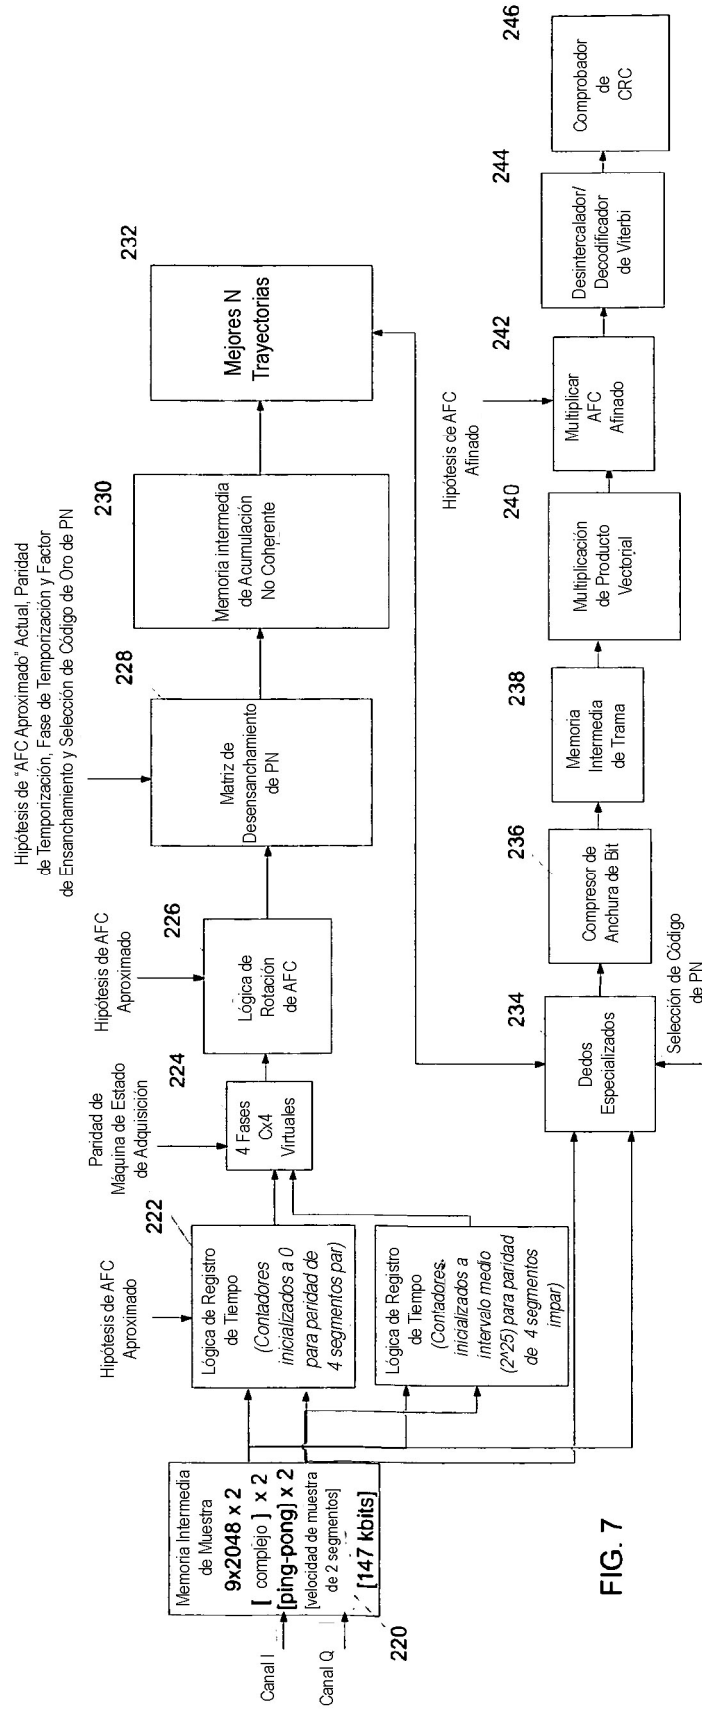 Canal I
Canal Q
Memoria Intermedia
de Muestra
9x2048 x 2
[ complejo ] x 2
[ping-pong] x 2
[velocidad de muestra
de 2 segmentos]
[147 kbits]
220
Hipótesis de AFC
Aproximado
222
Lógica de Registro
de Tiempo
(Contadores
inicializados a 0
para paridad de
4 segmentos par)
Lógica de Registro
de Tiempo
(Contadores.
inicializados a
intervalo medio
(2^25) para paridad
de 4 segmentos
impar)
Paridad de
Máquina de Estado
de Adquisición
224
4 Fases
Cx4
Virtuales
Hipótesis de AFC
Aproximado
226
Lógica de
Rotación
de AFC
Hipótesis de "AFC Aproximado" Actual, Paridad
de Temporización, Fase de Temporización y Factor
de Ensanchamiento y Selección de Código de Oro de PN
228
Matriz de
Desensanchamiento
de PN
230
Memoria intermedia
de Acumulación
No Coherente
232
Mejores N
Trayectorias
234
Dedos
Especializados
Selección de Código
de PN
236
Compresor de
Anchura de Bit
238
Memoria
Intermedia
de Trama
240
Multiplicación
de Producto
Vectorial
Hipótesis de AFC
Afinado
242
Multiplicar
AFC
Afinado
244
Desintercalador/
Decodificador
de Viterbi
246
Comprobador
de
CRC
FIG. 7